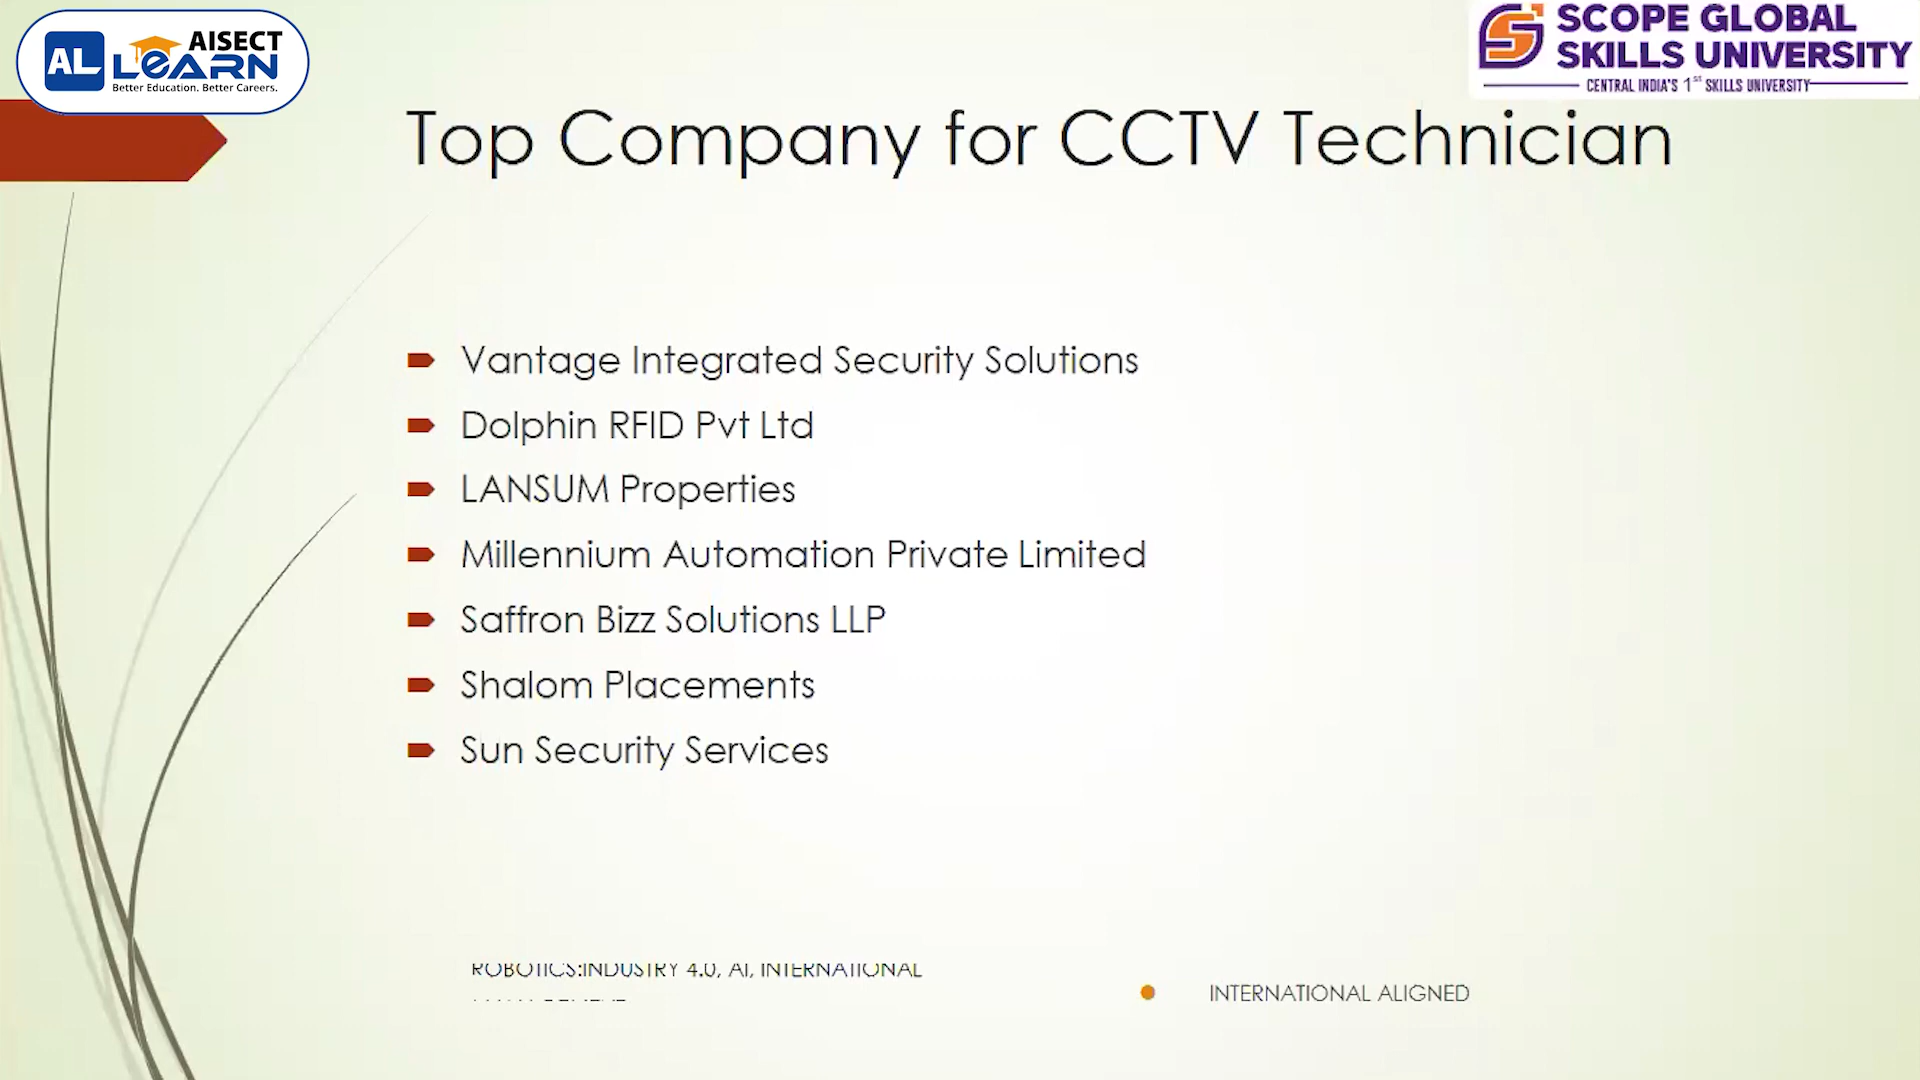 AL LEARN AISECT
Better Education. Better Careers.
SCOPE GLOBAL
SKILLS UNIVERSITY
CENTRAL INDIA'S 1st SKILLS UNIVERSITY
Top Company for CCTV Technician
Vantage Integrated Security Solutions
Dolphin RFID Pvt Ltd
LANSUM Properties
Millennium Automation Private Limited
Saffron Bizz Solutions LLP
Shalom Placements
Sun Security Services
ROBOTICS:INDUSTRY 4.0, AI, INTERNATIONAL
INTERNATIONAL ALIGNED